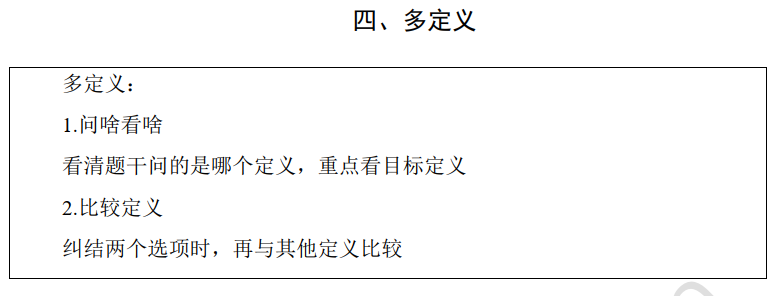 四、多定义
多定义：
1.问啥看啥
看清题干问的是哪个定义，重点看目标定义
2.比较定义
纠结两个选项时，再与其他定义比较